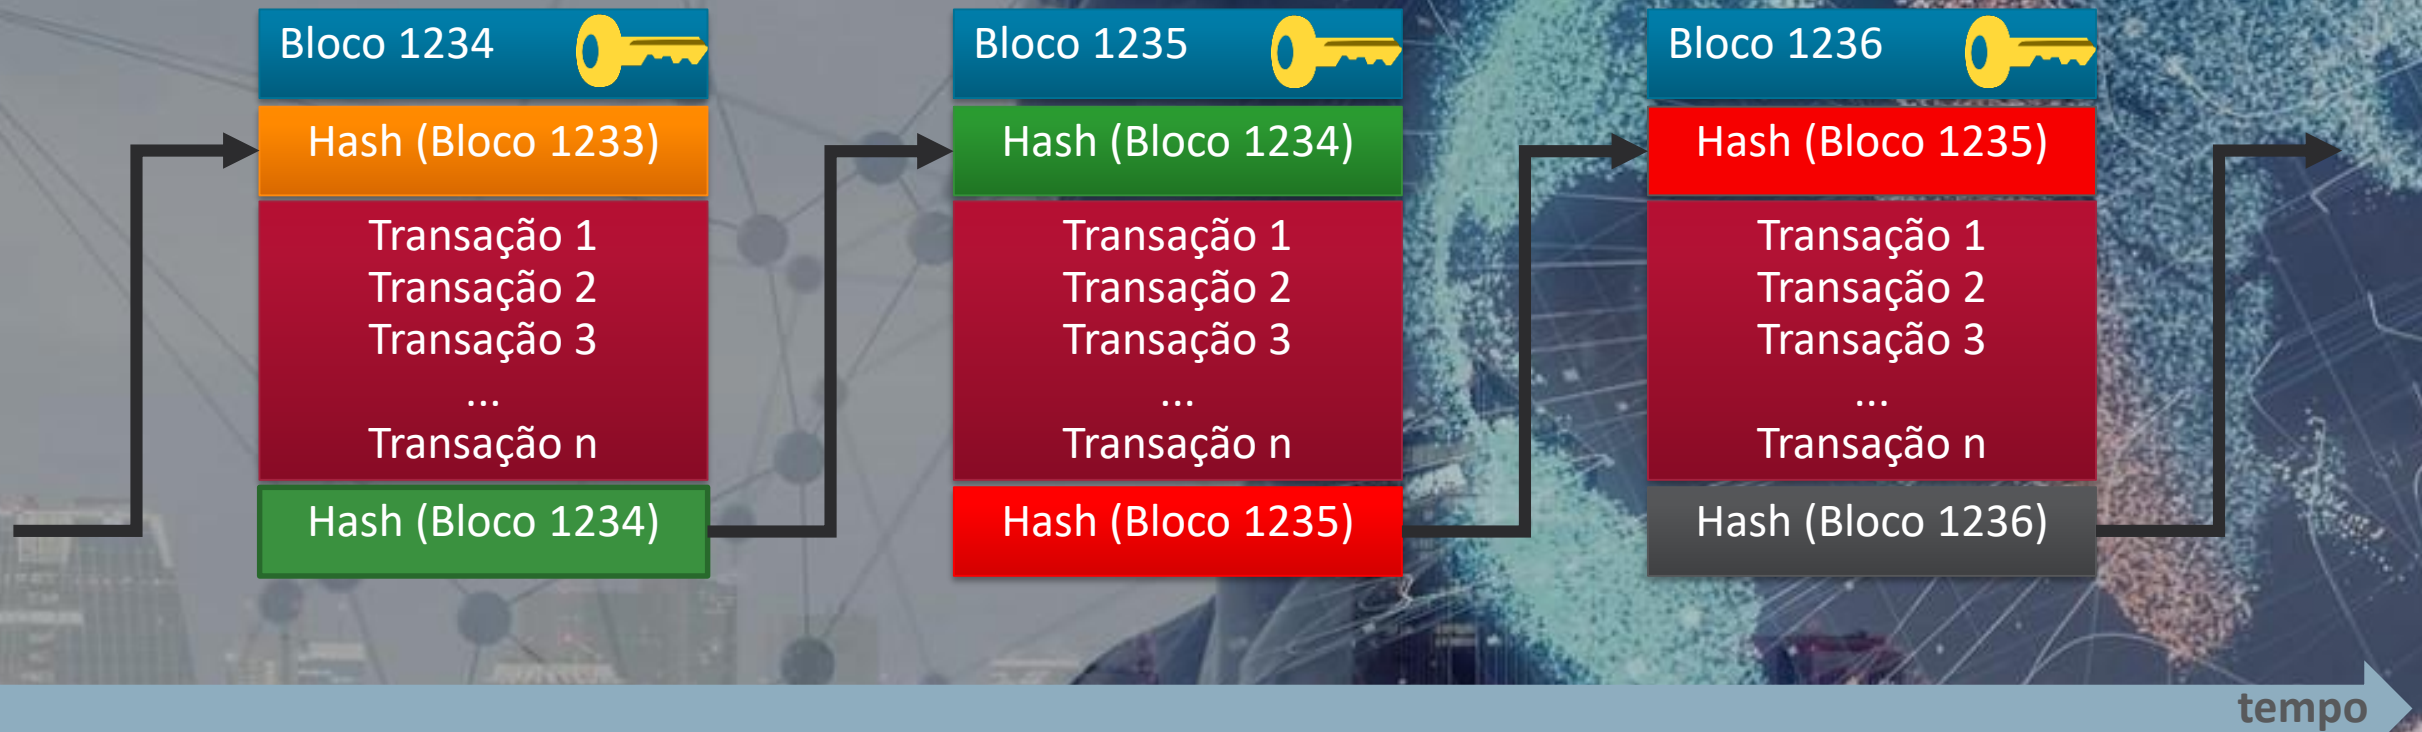 Bloco 1234
Hash (Bloco 1233)
Transação 1
Transação 2
Transação 3
...
Transação n
Hash (Bloco 1234)
Bloco 1235
Hash (Bloco 1234)
Transação 1
Transação 2
Transação 3
...
Transação n
Hash (Bloco 1235)
Bloco 1236
Hash (Bloco 1235)
Transação 1
Transação 2
Transação 3
...
Transação n
Hash (Bloco 1236)
tempo